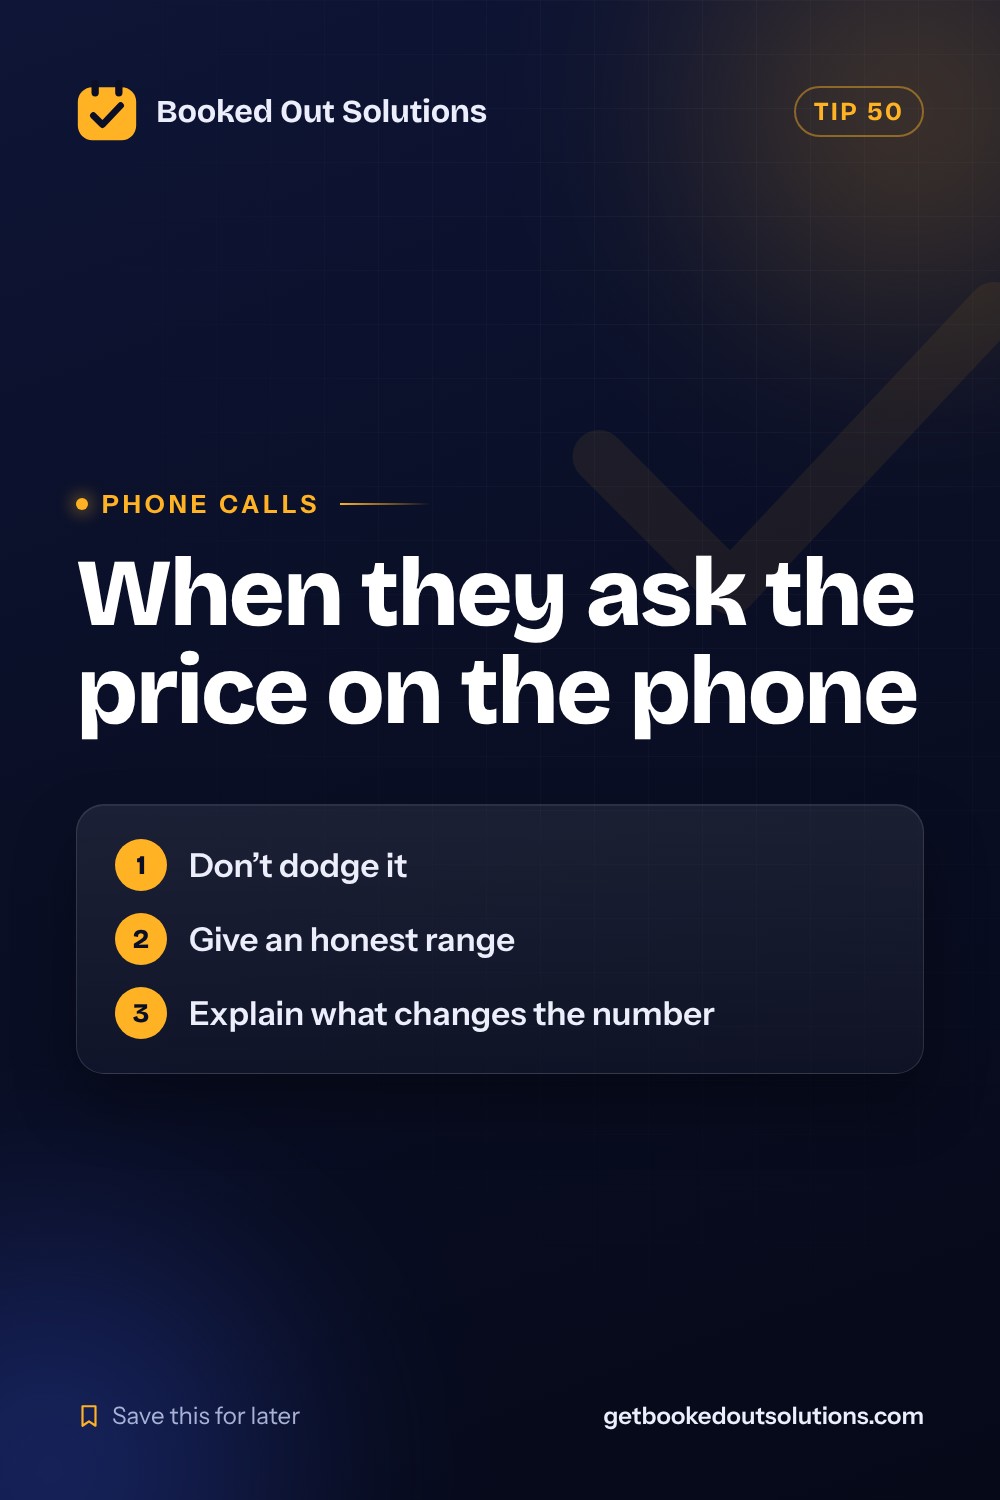 Booked Out Solutions
TIP 50
PHONE CALLS
When they ask the
price on the phone
1 Don’t dodge it
2 Give an honest range
3 Explain what changes the number
Save this for later
getbookedoutsolutions.com